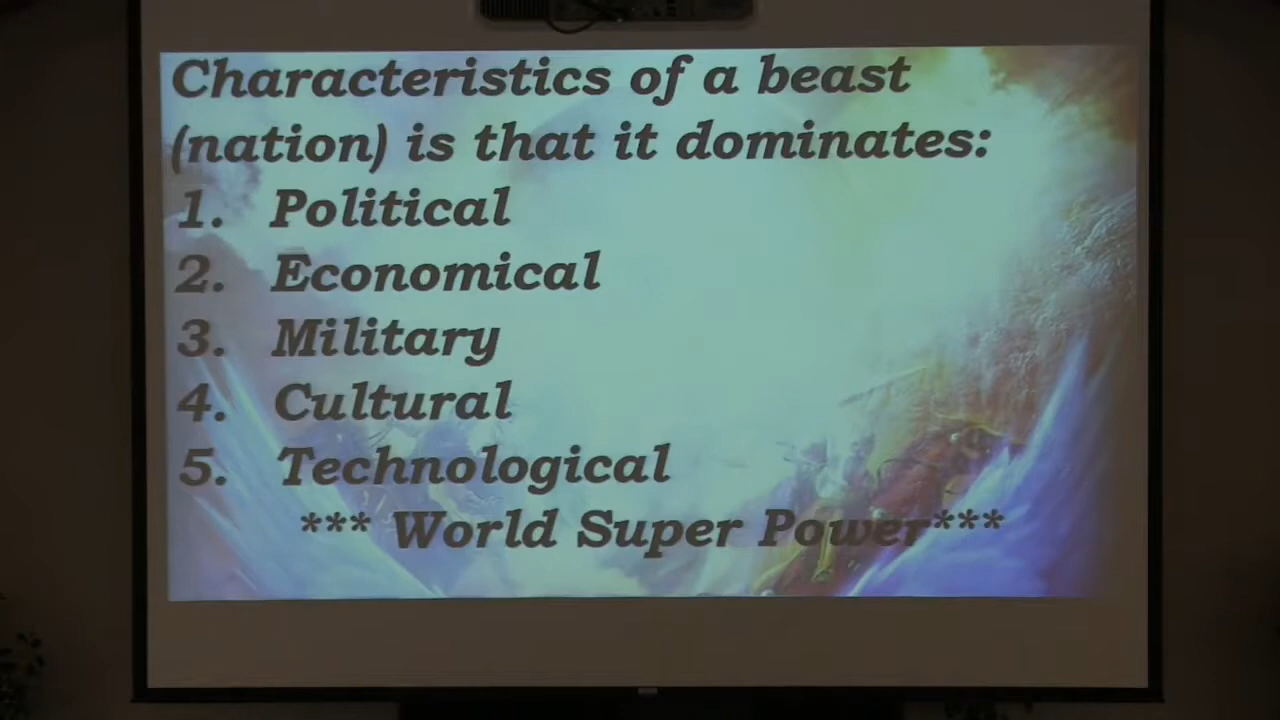 Characteristics of a beast
(nation) is that it dominates:
1. Political
2. Economical
3. Military
4. Cultural
5. Technological
*** World Super Power***